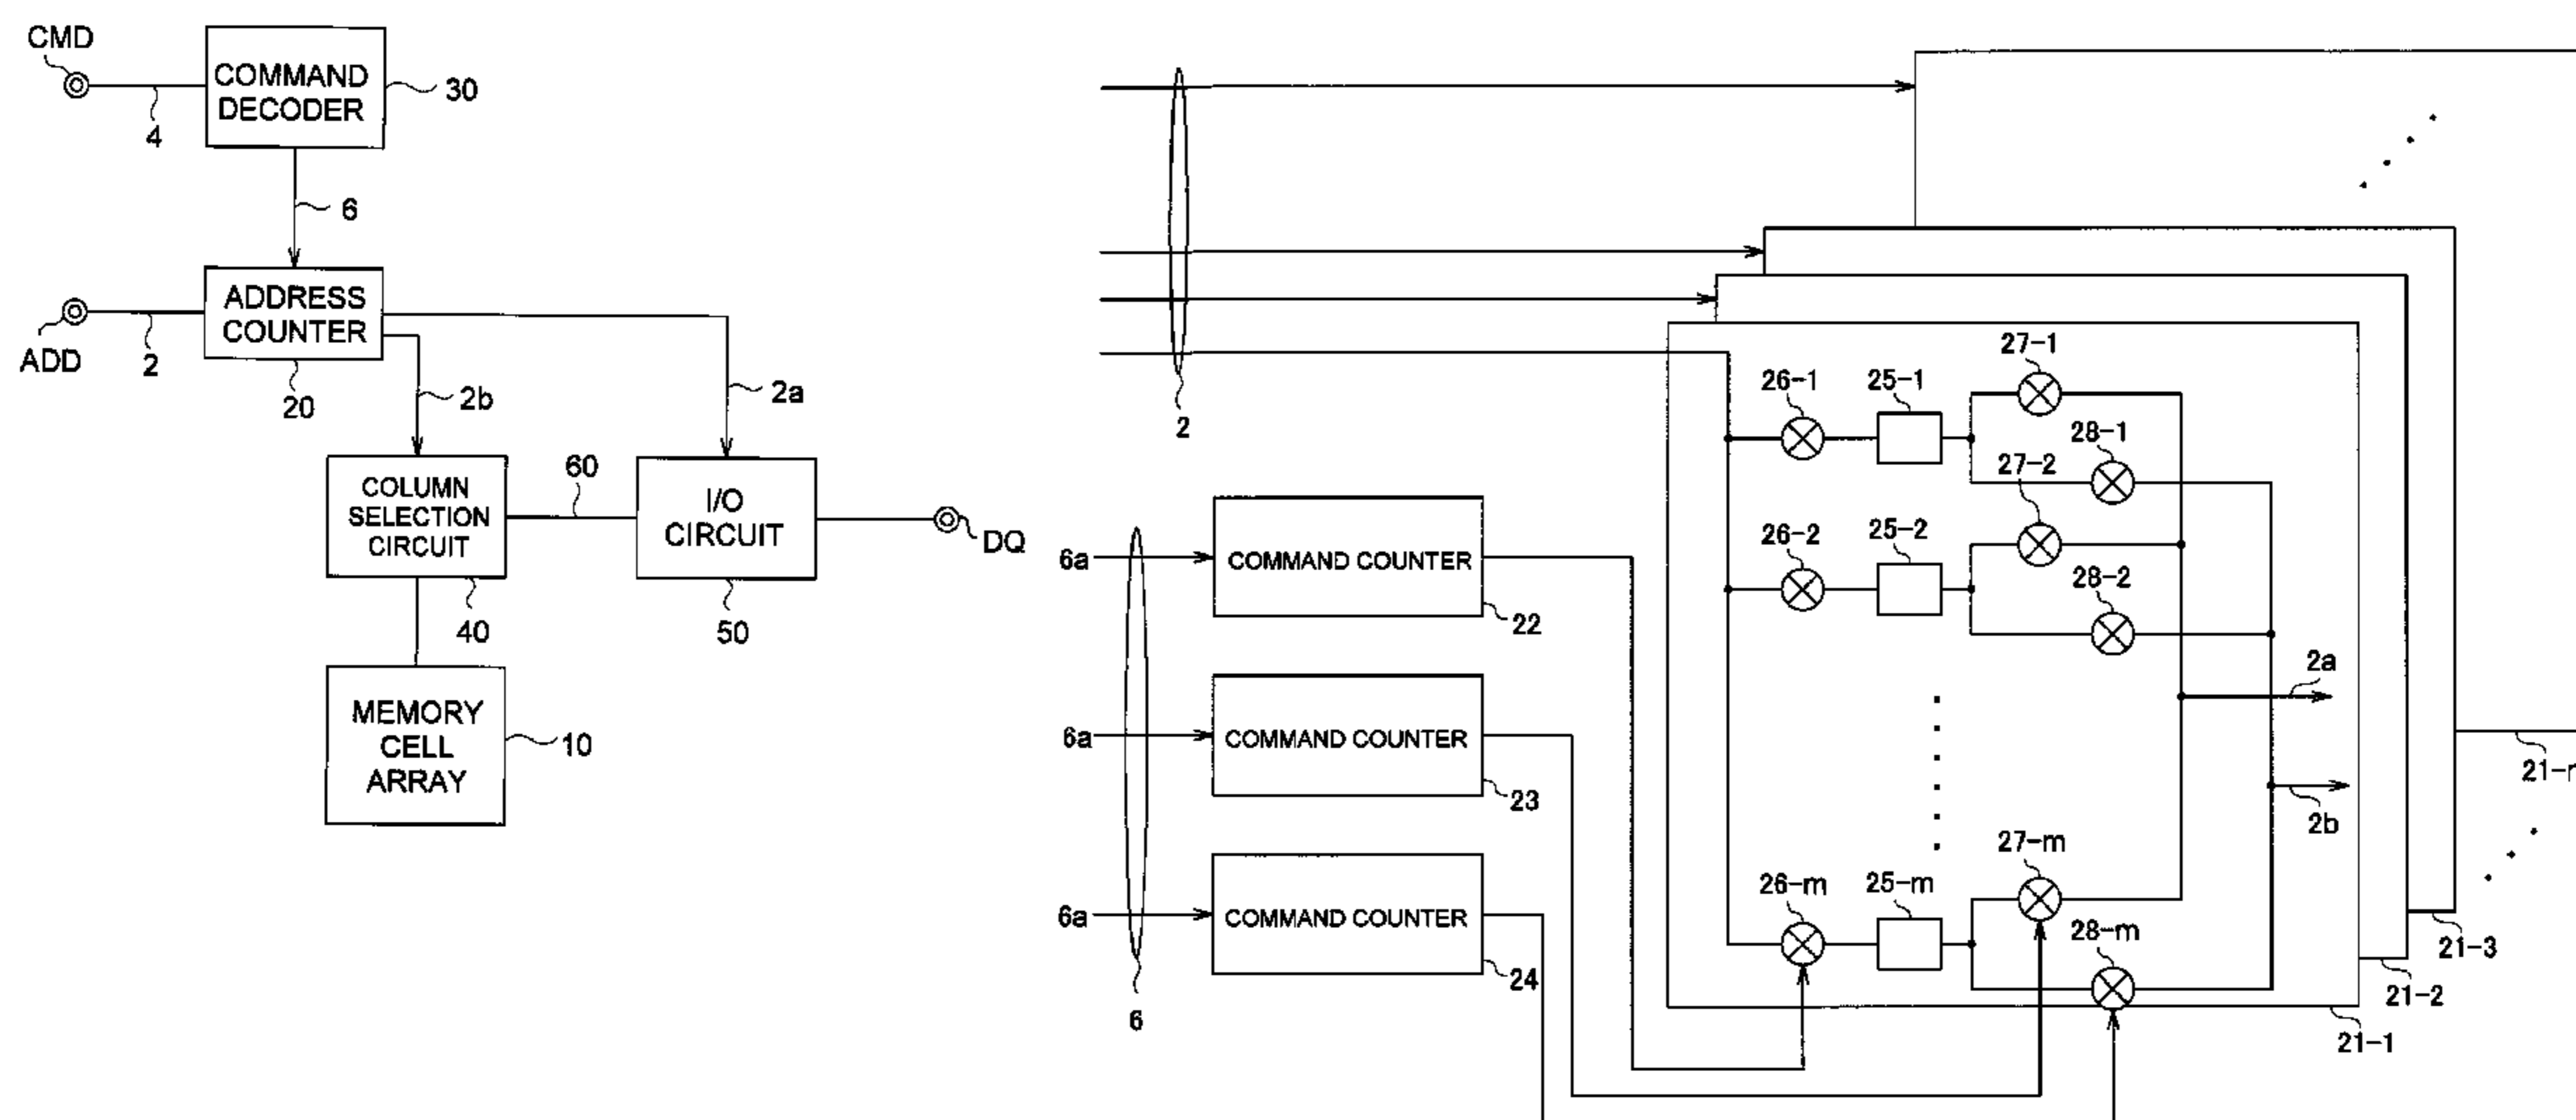 CMD
COMMAND
DECODER
30
4
6
ADDRESS
COUNTER
ADD
2
20
2b
2a
COLUMN
SELECTION
CIRCUIT
60
I/O
CIRCUIT
DQ
40
50
MEMORY
CELL
ARRAY
10
2
6a
COMMAND COUNTER
22
6a
COMMAND COUNTER
23
6a
COMMAND COUNTER
24
6
27-1
26-1
25-1
28-1
27-2
26-2
25-2
28-2
2a
2b
27-m
26-m
25-m
28-m
21-3
21-2
21-1